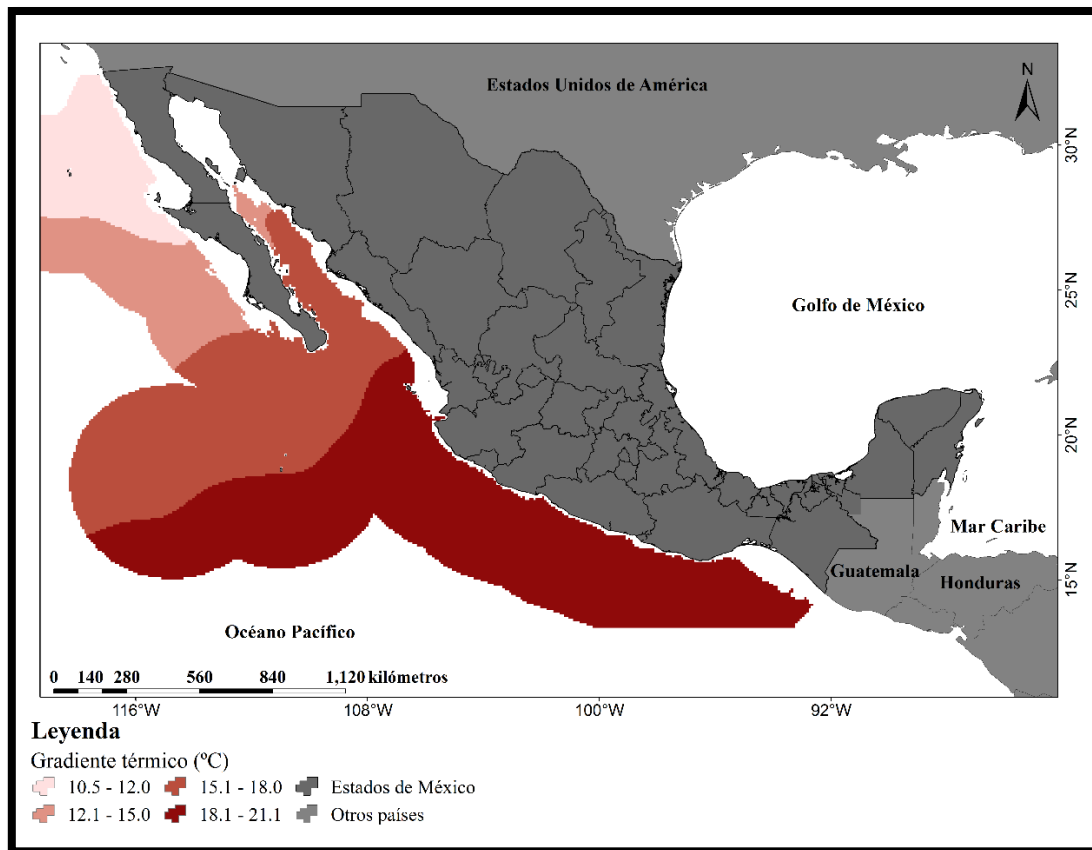 Estados Unidos de América
N
30°N
25°N
Golfo de México
20°N
Mar Caribe
Guatemala
Honduras
15°N
Océano Pacífico
0 140 280 560 840 1,120 kilómetros
116°W 108°W 100°W 92°W
Leyenda
Gradiente térmico (ºC)
10.5 - 12.0 15.1 - 18.0 Estados de México
12.1 - 15.0 18.1 - 21.1 Otros países